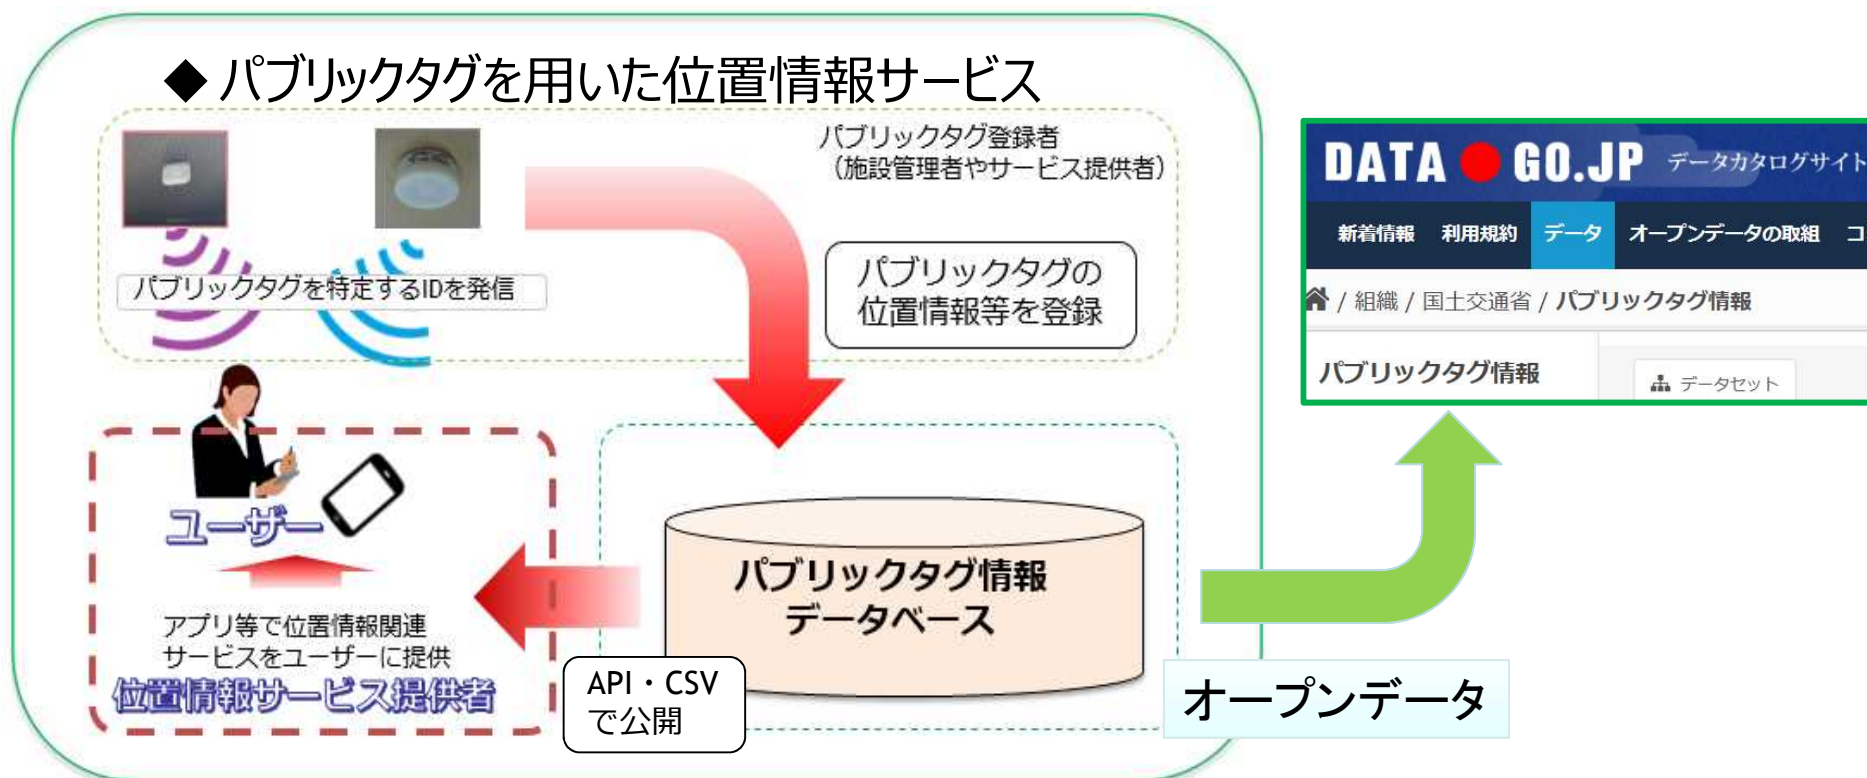 ◆ パブリックタグを用いた位置情報サービス
パブリックタグ登録者
（施設管理者やサービス提供者）
パブリックタグを特定するIDを発信
パブリックタグの
位置情報等を登録
ユーザー
アプリ等で位置情報関連
サービスをユーザーに提供
位置情報サービス提供者
パブリックタグ情報
データベース
API・CSV
で公開
オープンデータ
DATA GO.JP データカタログサイト
新着情報 利用規約 データ オープンデータの取組 コ
/ 組織 / 国土交通省 / パブリックタグ情報
パブリックタグ情報
データセット